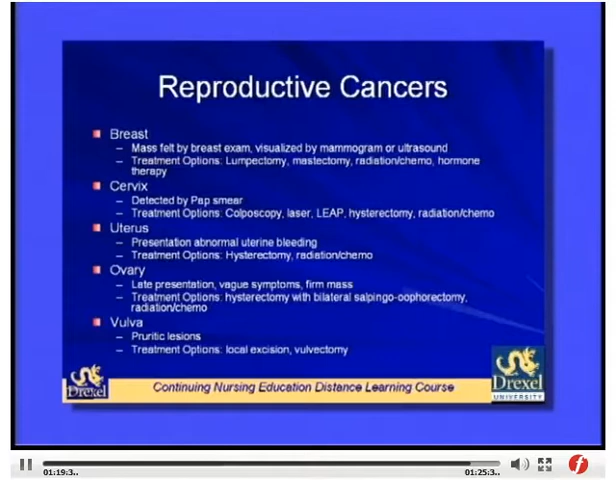 Reproductive Cancers
Breast
– Mass felt by breast exam, visualized by mammogram or ultrasound
– Treatment Options: Lumpectomy, mastectomy, radiation/chemo, hormone
therapy
Cervix
– Detected by Pap smear
– Treatment Options: Colposcopy, laser, LEAP, hysterectomy, radiation/chemo
Uterus
– Presentation abnormal uterine bleeding
– Treatment Options: Hysterectomy, radiation/chemo
Ovary
– Late presentation, vague symptoms, firm mass
– Treatment Options: hysterectomy with bilateral salpingo-oophorectomy,
radiation/chemo
Vulva
– Pruritic lesions
– Treatment Options: local excision, vulvectomy
Drexel
Continuing Nursing Education Distance Learning Course
Drexel
UNIVERSITY
01:19:3..
01:25:3..